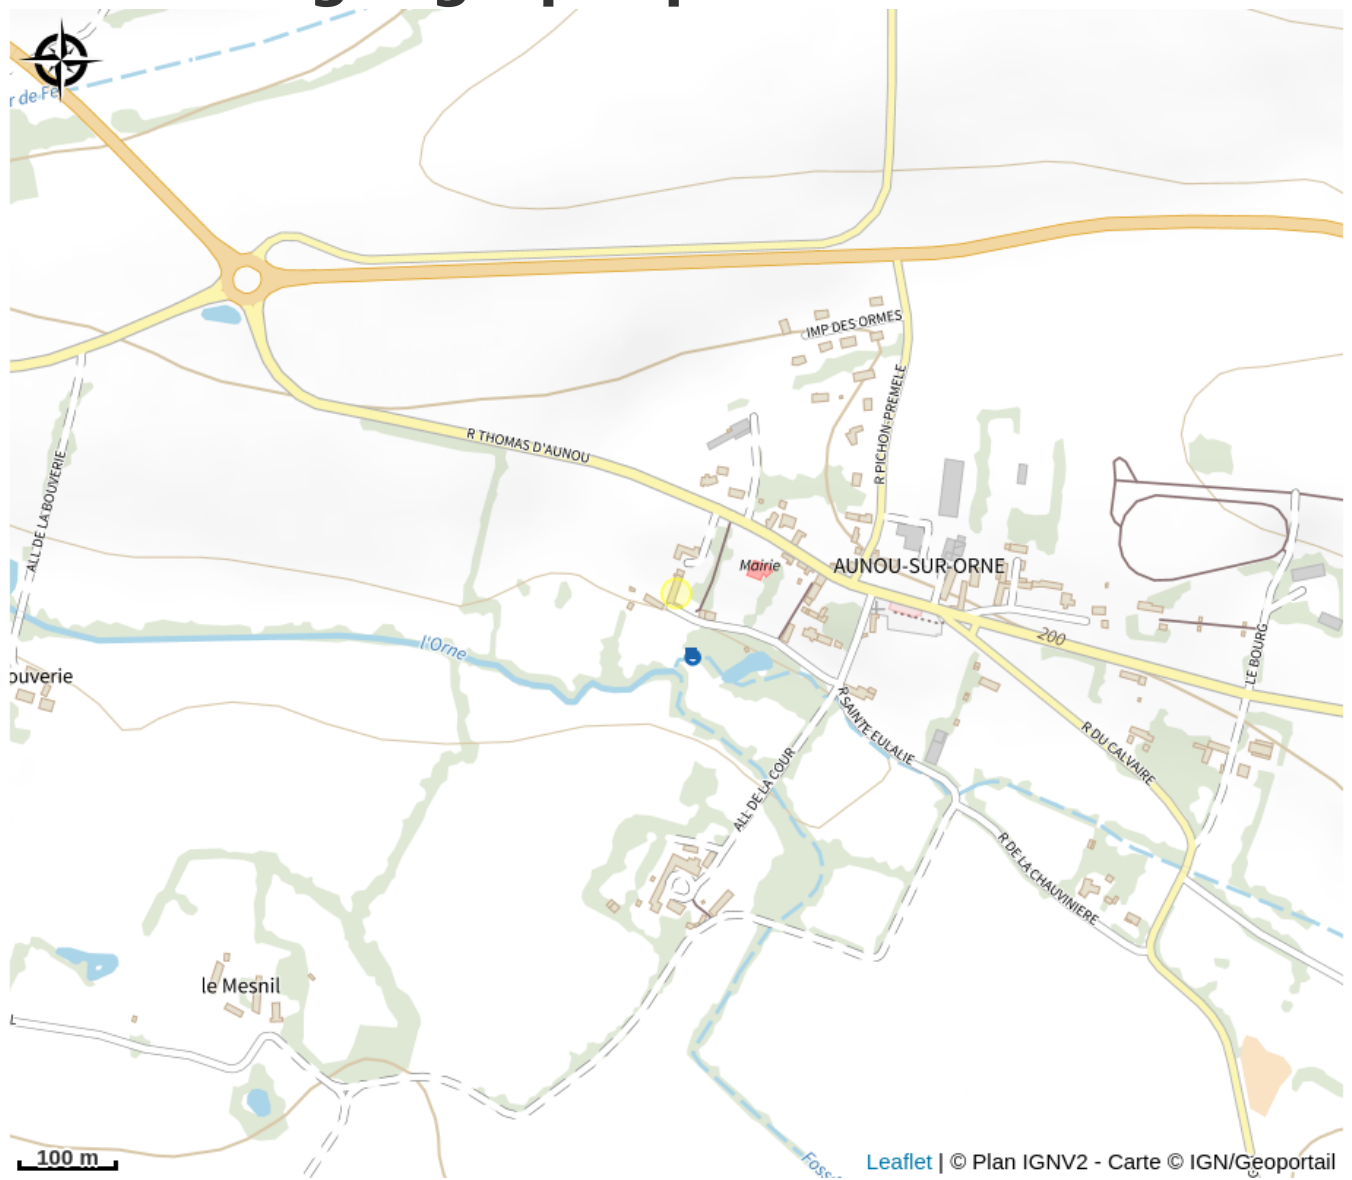 r de Fe
IMP DES ORMES
R PICHON-PREMELE
R THOMAS D'AUNOU
ALL DE LA BOUVERIE
Mairie
AUNOU-SUR-ORNE
200
LE BOURG
l'Orne
ouverie
R SAINTE EULALIE
R DU CALVAIRE
ALL DE LA COUR
R DE LA CHAUVINIERE
le Mesnil
Foss
100 m
Leaflet | © Plan IGNV2 - Carte © IGN/Geoportail